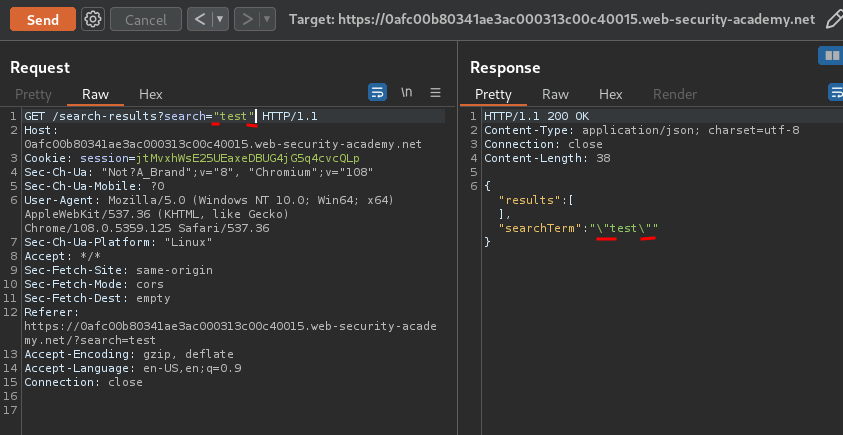 Send Cancel < > Target: https://0afc00b80341ae3ac000313c00c40015.web-security-academy.net
Request
Pretty Raw Hex \n
1 GET /search-results?search="test" HTTP/1.1
2 Host:
0afc00b80341ae3ac000313c00c40015.web-security-academy.net
3 Cookie: session=jtMvxhWsE25UEaxeDBUG4jG5q4cvcQLp
4 Sec-Ch-Ua: "Not?A_Brand";v="8", "Chromium";v="108"
5 Sec-Ch-Ua-Mobile: ?0
6 User-Agent: Mozilla/5.0 (Windows NT 10.0; Win64; x64)
AppleWebKit/537.36 (KHTML, like Gecko)
Chrome/108.0.5359.125 Safari/537.36
7 Sec-Ch-Ua-Platform: "Linux"
8 Accept: */*
9 Sec-Fetch-Site: same-origin
10 Sec-Fetch-Mode: cors
11 Sec-Fetch-Dest: empty
12 Referer:
https://0afc00b80341ae3ac000313c00c40015.web-security-acade
my.net/?search=test
13 Accept-Encoding: gzip, deflate
14 Accept-Language: en-US,en;q=0.9
15 Connection: close
16
17
Response
Pretty Raw Hex Render
1 HTTP/1.1 200 OK
2 Content-Type: application/json; charset=utf-8
3 Connection: close
4 Content-Length: 38
5
6 {
"results":[
],
"searchTerm":"\"test\""
}